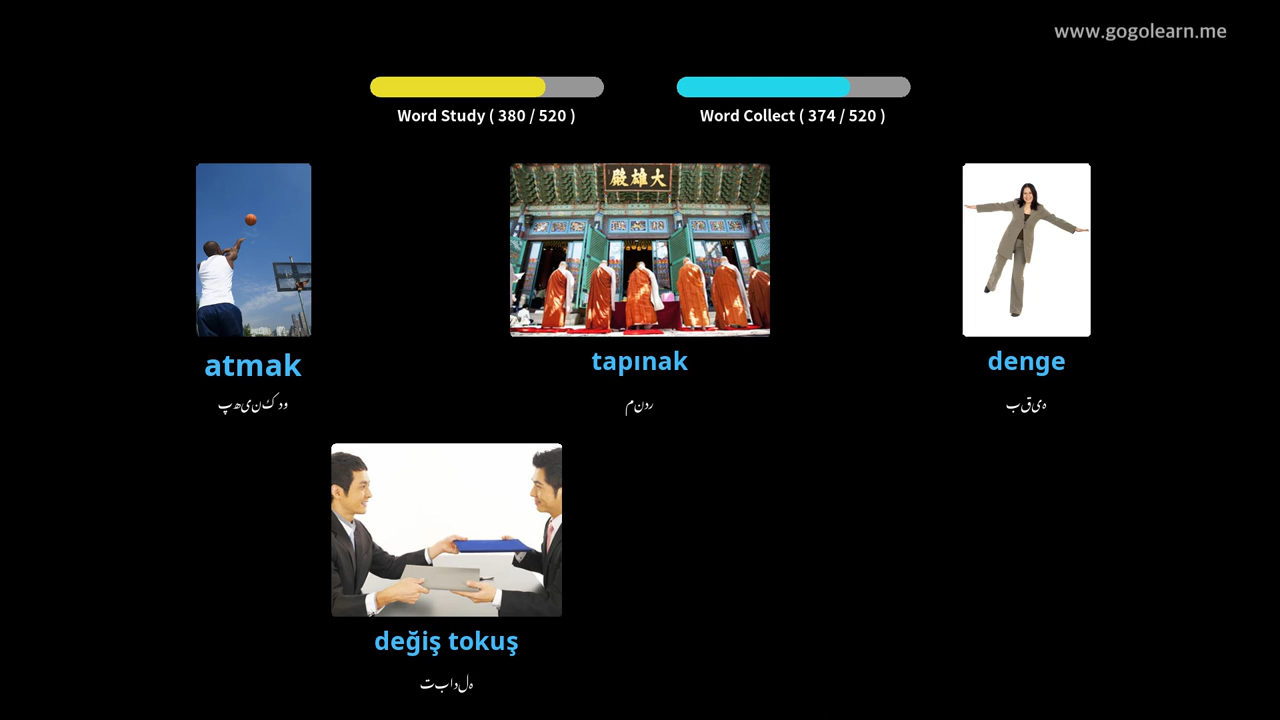 www.gogolearn.me
Word Study ( 380 / 520 )
Word Collect ( 374 / 520 )
大雄殿
atmak
tapınak
denge
پھینک دو
مندر
بقیہ
değiş tokuş
تبادلہ